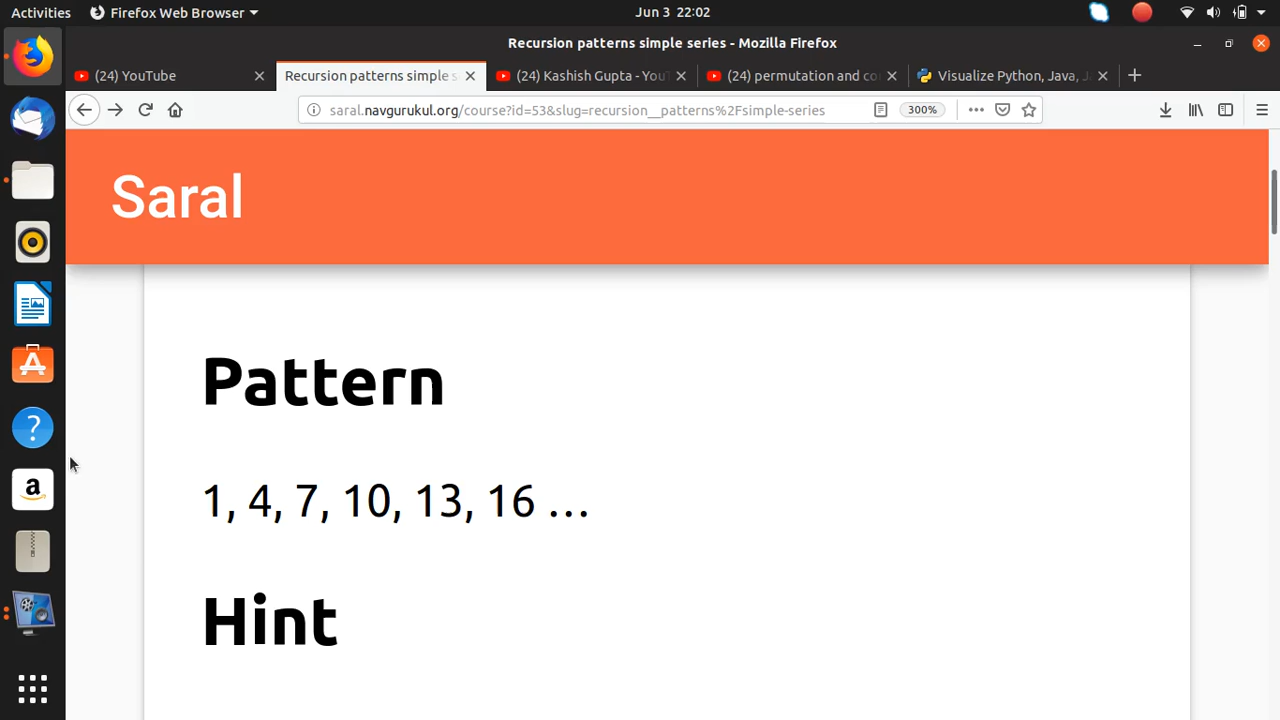 Activities Firefox Web Browser Jun 3 22:02
Recursion patterns simple series - Mozilla Firefox
(24) YouTube Recursion patterns simple s (24) Kashish Gupta - You (24) permutation and co Visualize Python, Java, J
saral.navgurukul.org/course?id=53&slug=recursion__patterns%2Fsimple-series 300%
Saral
Pattern
1, 4, 7, 10, 13, 16 ...
Hint
?
a